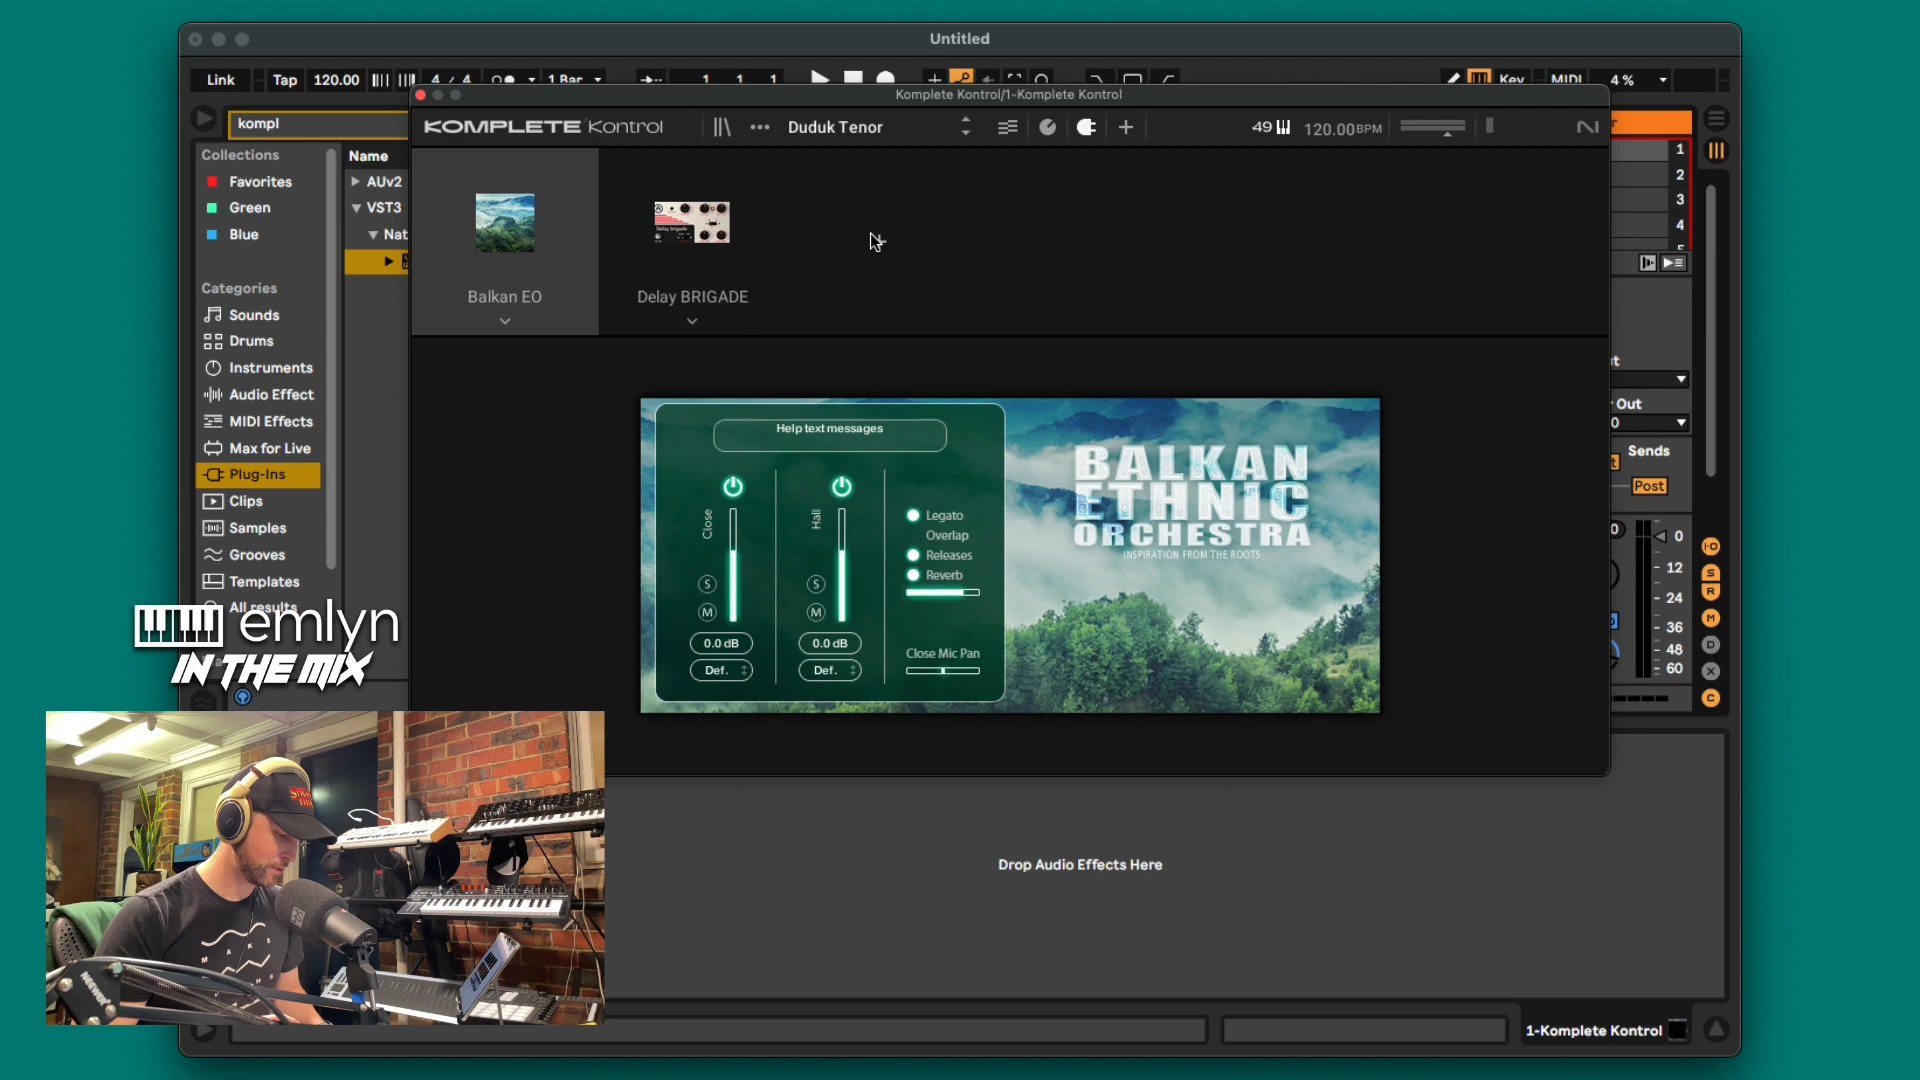 Untitled
Link
Tap
120.00
4 / 4
1 Bar
1 1 1
Key
MIDI
4 %
Komplete Kontrol/1-Komplete Kontrol
kompl
KOMPLETE Kontrol
Duduk Tenor
49
120.00BPM
Collections
Name
Favorites
AUv2
Green
VST3
Blue
Nat
Categories
Sounds
Drums
Instruments
Audio Effect
MIDI Effects
Max for Live
Plug-Ins
Clips
Samples
Grooves
Templates
All results
Balkan EO
Delay BRIGADE
Help text messages
Close
Hall
Legato
Overlap
Releases
Reverb
S
S
M
M
0.0 dB
0.0 dB
Def.
Def.
Close Mic Pan
BALKAN
ETHNIC
ORCHESTRA
INSPIRATION FROM THE ROOTS
1
2
3
4
Out
Sends
Post
0
12
24
36
48
60
I-O
S
R
M
D
X
C
emlyn
IN THE MIX
NEEWER
Drop Audio Effects Here
1-Komplete Kontrol